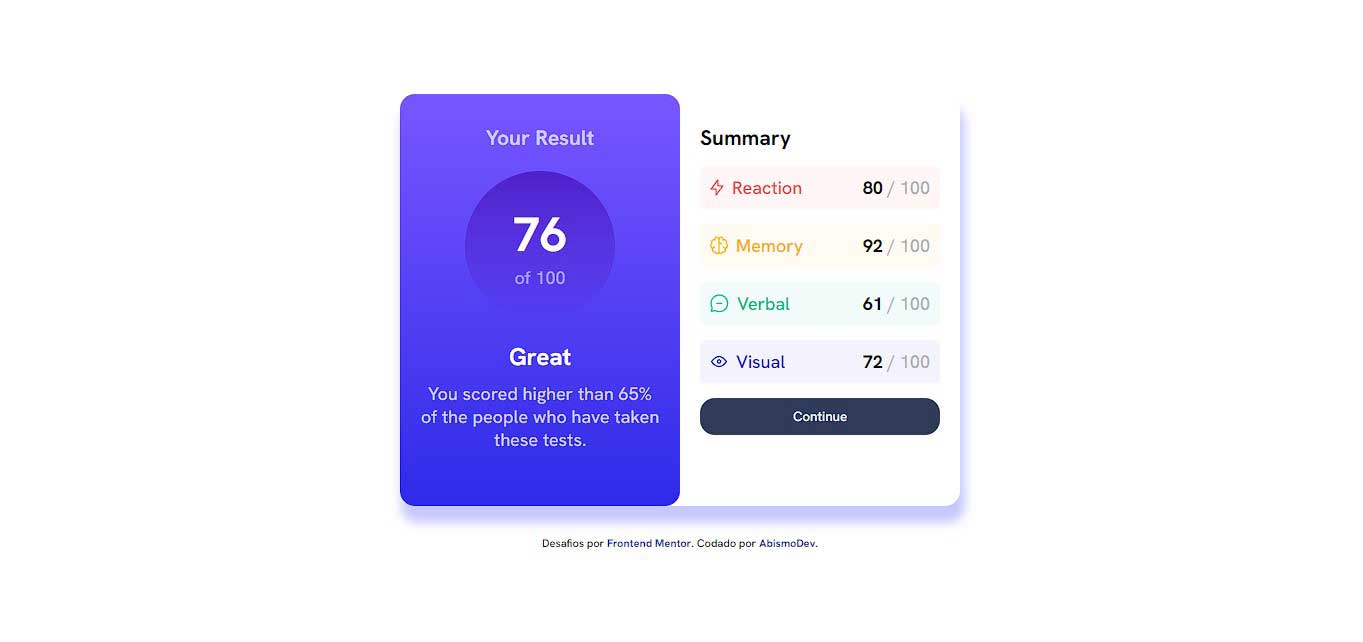 Your Result
76
of 100
Great
You scored higher than 65%
of the people who have taken
these tests.
Summary
Reaction 80 / 100
Memory 92 / 100
Verbal 61 / 100
Visual 72 / 100
Continue
Desafios por Frontend Mentor. Codado por AbismoDev.